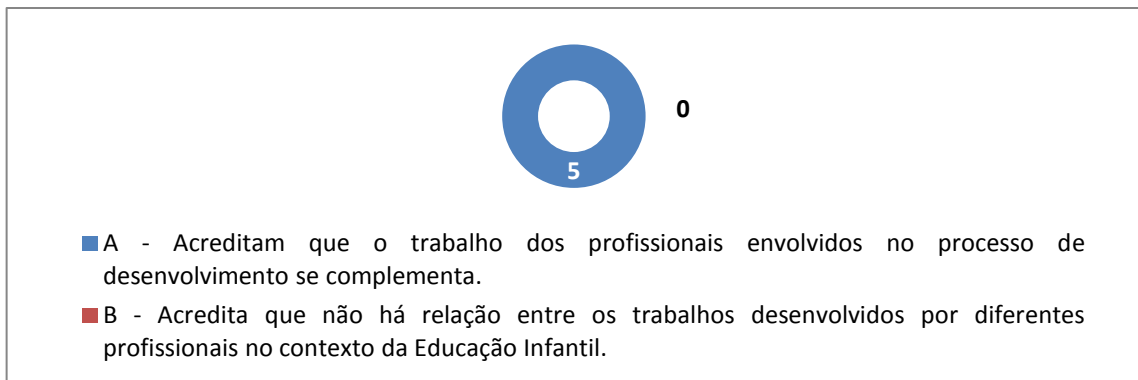 0
5
A - Acreditam que o trabalho dos profissionais envolvidos no processo de
desenvolvimento se complementa.
B - Acredita que não há relação entre os trabalhos desenvolvidos por diferentes
profissionais no contexto da Educação Infantil.